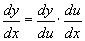 dy/dx = dy/du · du/dx